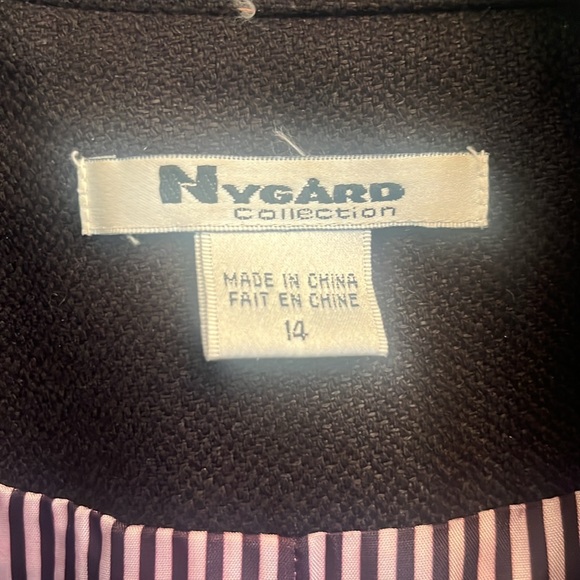 NYGÅRD
Collection
MADE IN CHINA
FAIT EN CHINE
14